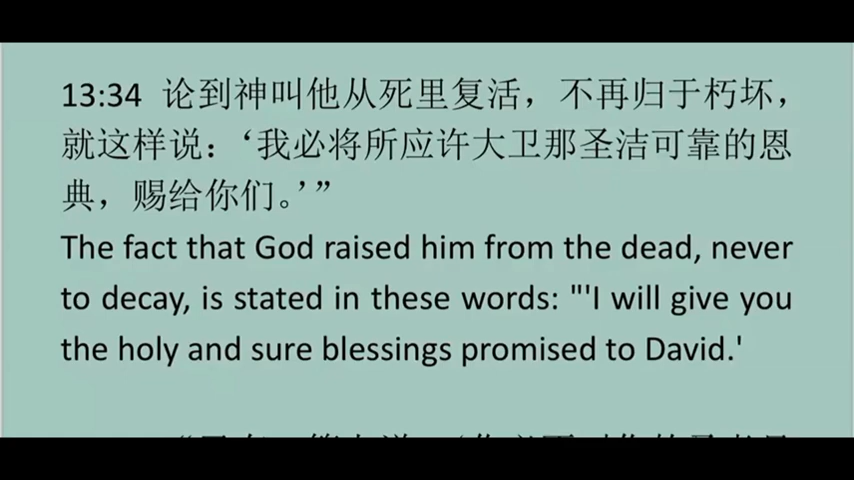 13:34 论到神叫他从死里复活，不再归于朽坏，
就这样说：‘我必将所应许大卫那圣洁可靠的恩
典，赐给你们。’”
The fact that God raised him from the dead, never
to decay, is stated in these words: "'I will give you
the holy and sure blessings promised to David.'